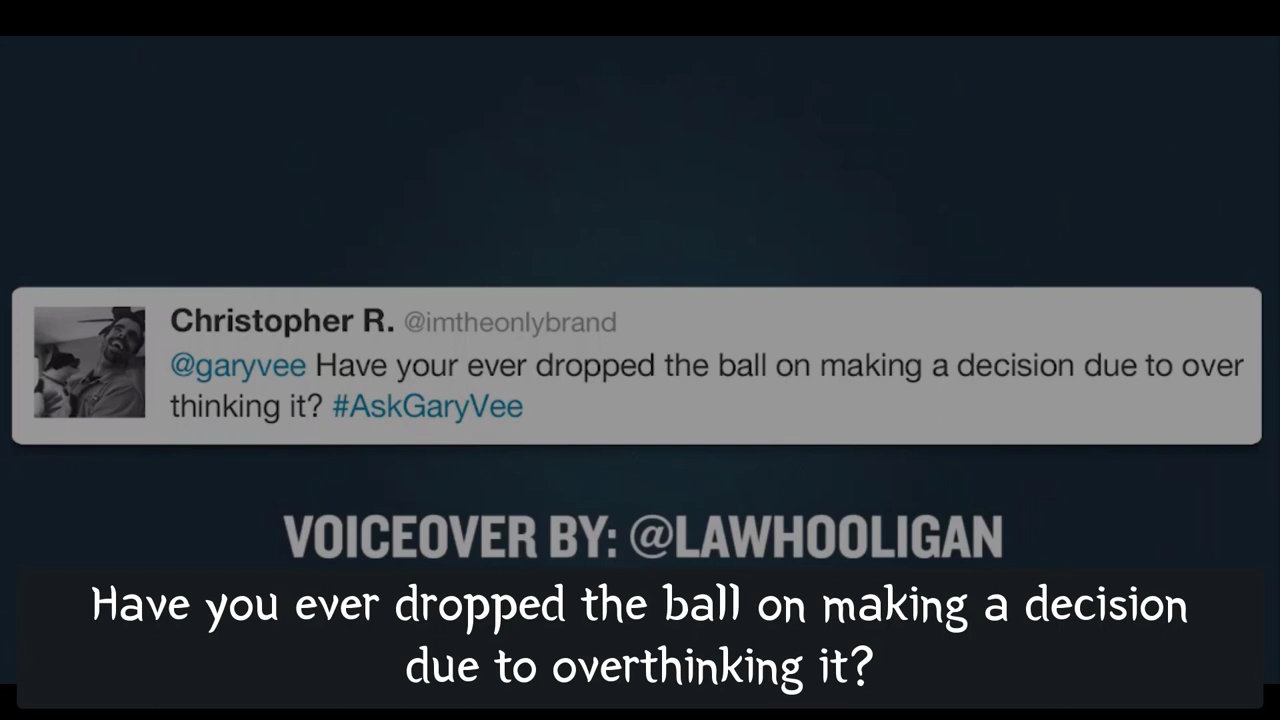 Christopher R. @imtheonlybrand
@garyvee Have your ever dropped the ball on making a decision due to over
thinking it? #AskGaryVee
VOICEOVER BY: @LAWHOOLIGAN
Have you ever dropped the ball on making a decision
due to overthinking it?